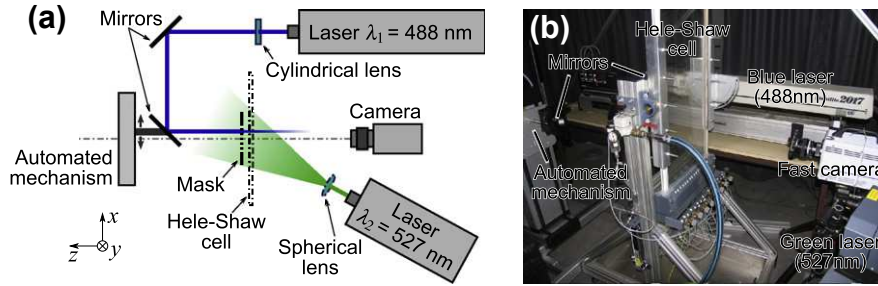 (a)
Mirrors
Laser λ₁ = 488 nm
Cylindrical lens
Camera
Automated
mechanism
Mask
Hele-Shaw
cell
Spherical
lens
Laser
λ₂ = 527 nm
x
z
y
(b)
Hele-Shaw
cell
Mirrors
Blue laser
(488nm)
2017
Automated
mechanism
Fast camera
Green laser
(527nm)